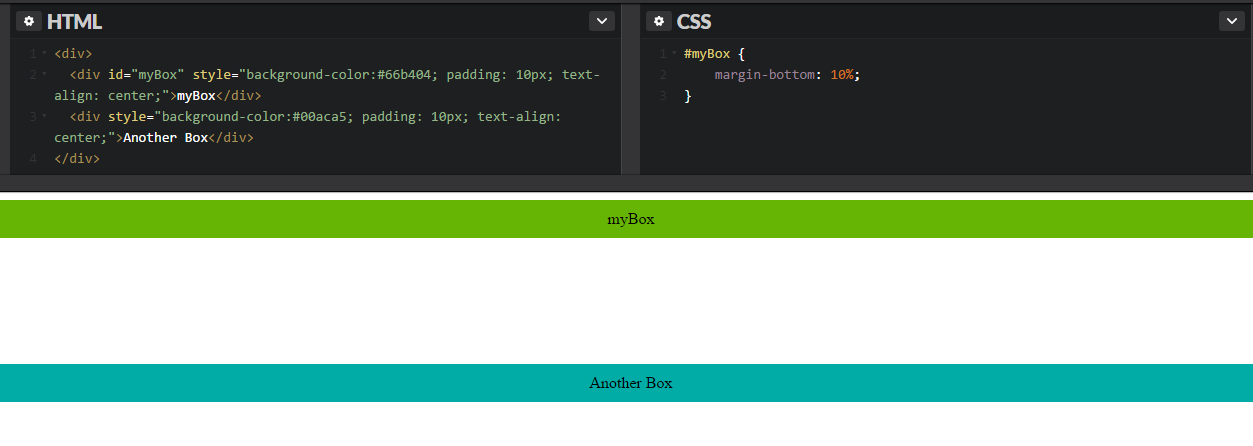 HTML
1 <div>
2 <div id="myBox" style="background-color:#66b404; padding: 10px; text-
align: center;">myBox</div>
3 <div style="background-color:#00aca5; padding: 10px; text-align:
center;">Another Box</div>
4 </div>
CSS
1 #myBox {
2 margin-bottom: 10%;
3 }
myBox
Another Box